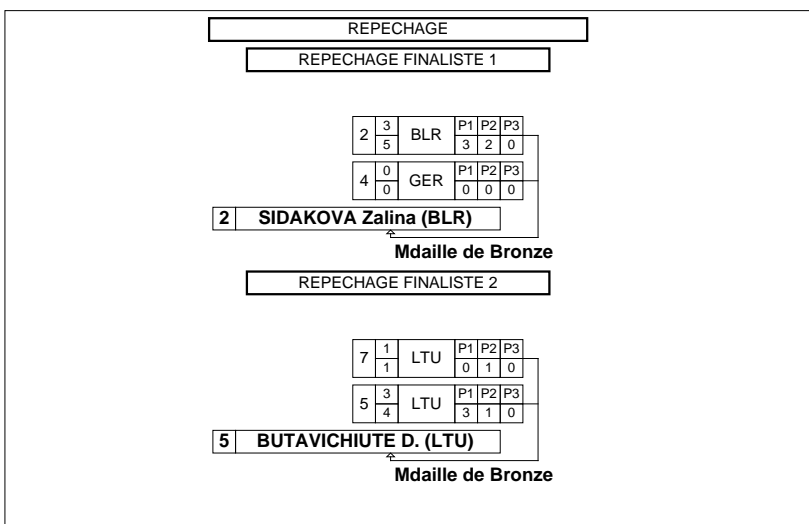 REPECHAGE
REPECHAGE FINALISTE 1
2 3 BLR P1 P2 P3
5 3 2 0
4 0 GER P1 P2 P3
0 0 0 0
2 SIDAKOVA Zalina (BLR)
Mdaille de Bronze
REPECHAGE FINALISTE 2
7 1 LTU P1 P2 P3
1 0 1 0
5 3 LTU P1 P2 P3
4 3 1 0
5 BUTAVICHIUTE D. (LTU)
Mdaille de Bronze